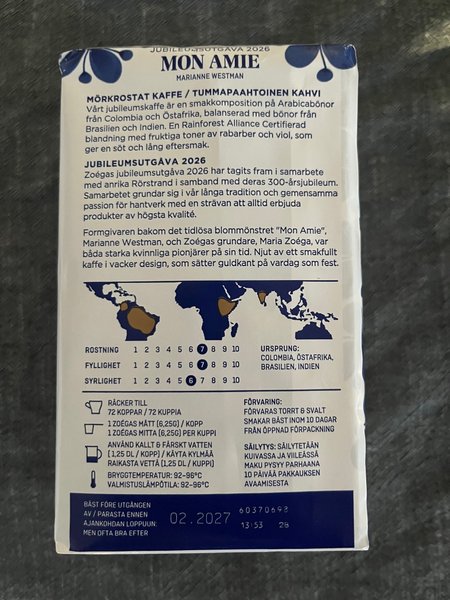 JUBILEUMSUTGÅVA 2026
MON AMIE
MARIANNE WESTMAN
MÖRKROSTAT KAFFE / TUMMAPAAHTOINEN KAHVI
Vårt jubileumskaffe är en smakkomposition på Arabicabönor
från Colombia och Östafrika, balanserad med bönor från
Brasilien och Indien. En Rainforest Alliance Certifierad
blandning med fruktiga toner av rabarber och viol, som
ger en söt och lång eftersmak.
JUBILEUMSUTGÅVA 2026
Zoégas jubileumsutgåva 2026 har tagits fram i samarbete
med anrika Rörstrand i samband med deras 300-årsjubileum.
Samarbetet grundar sig i vår långa tradition och gemensamma
passion för hantverk med en strävan att alltid erbjuda
produkter av högsta kvalité.
Formgivaren bakom det tidlösa blommönstret "Mon Amie",
Marianne Westman, och Zoégas grundare, Maria Zoéga, var
båda starka kvinnliga pionjärer på sin tid. Njut av ett smakfullt
kaffe i vacker design, som sätter guldkant på vardag som fest.
ROSTNING 1 2 3 4 5 6 7 8 9 10
FYLLIGHET 1 2 3 4 5 6 7 8 9 10
SYRLIGHET 1 2 3 4 5 6 7 8 9 10
URSPRUNG:
COLOMBIA, ÖSTAFRIKA,
BRASILIEN, INDIEN
RÄCKER TILL
72 KOPPAR / 72 KUPPIA
1 ZOÉGAS MÅTT (6,25G) / KOPP
1 ZOÉGAS MITTA (6,25G) PER KUPPI
ANVÄND KALLT & FÄRSKT VATTEN
(1,25 DL / KOPP) / KÄYTA KYLMÄÄ
RAIKASTA VETTÄ (1,25 DL / KUPPI)
BRYGGTEMPERATUR: 92-96°C
VALMISTUSLÄMPÖTILA: 92-96°C
FÖRVARING:
FÖRVARAS TORRT & SVALT
SMAKAR BÄST INOM 10 DAGAR
FRÅN ÖPPNAD FÖRPACKNING
SÄILYTYS: SÄILYTETÄÄN
KUIVASSA JA VIILEÄSSÄ
MAKU PYSYY PARHAANA
10 PÄIVÄÄ PAKKAUKSEN
AVAAMISESTA
BÄST FÖRE UTGÅNGEN
AV / PARASTA ENNEN
AJANKOHDAN LOPPUUN:
MEN OFTA BRA EFTER
02.2027
60370698
13:53 28